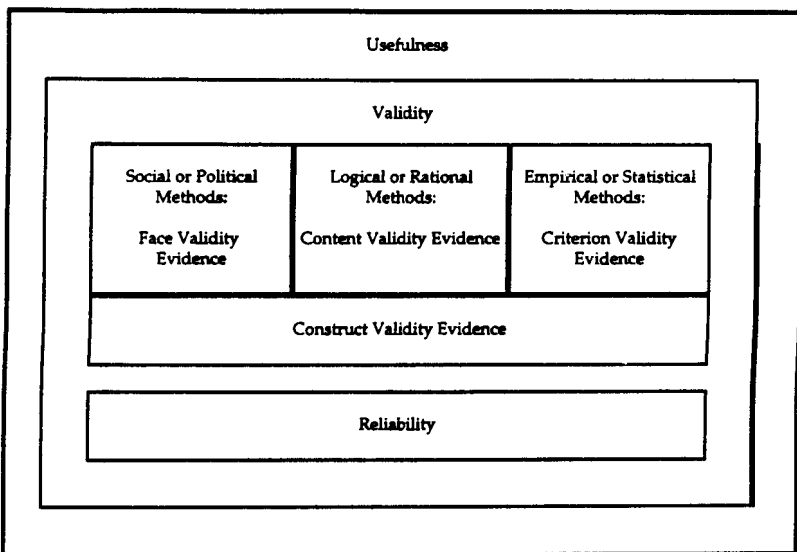 Usefulness
Validity
Social or Political
Methods:
Face Validity
Evidence
Logical or Rational
Methods:
Content Validity Evidence
Empirical or Statistical
Methods:
Criterion Validity
Evidence
Construct Validity Evidence
Reliability